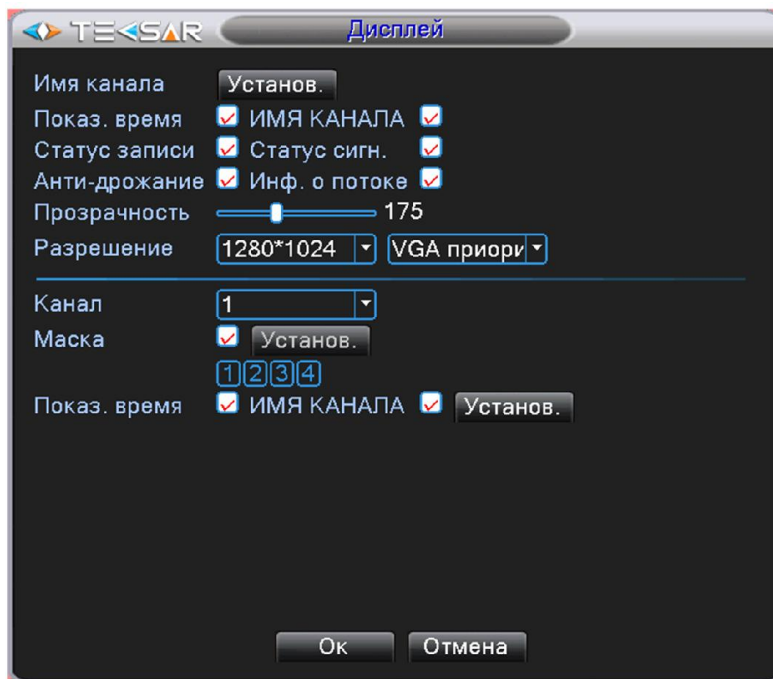 TEKSAR Дисплей
Имя канала Установ.
Показ. время ИМЯ КАНАЛА
Статус записи Статус сигн.
Анти-дрожание Инф. о потоке
Прозрачность 175
Разрешение 1280*1024 VGA приори
Канал 1
Маска Установ.
1 2 3 4
Показ. время ИМЯ КАНАЛА Установ.
Ок Отмена